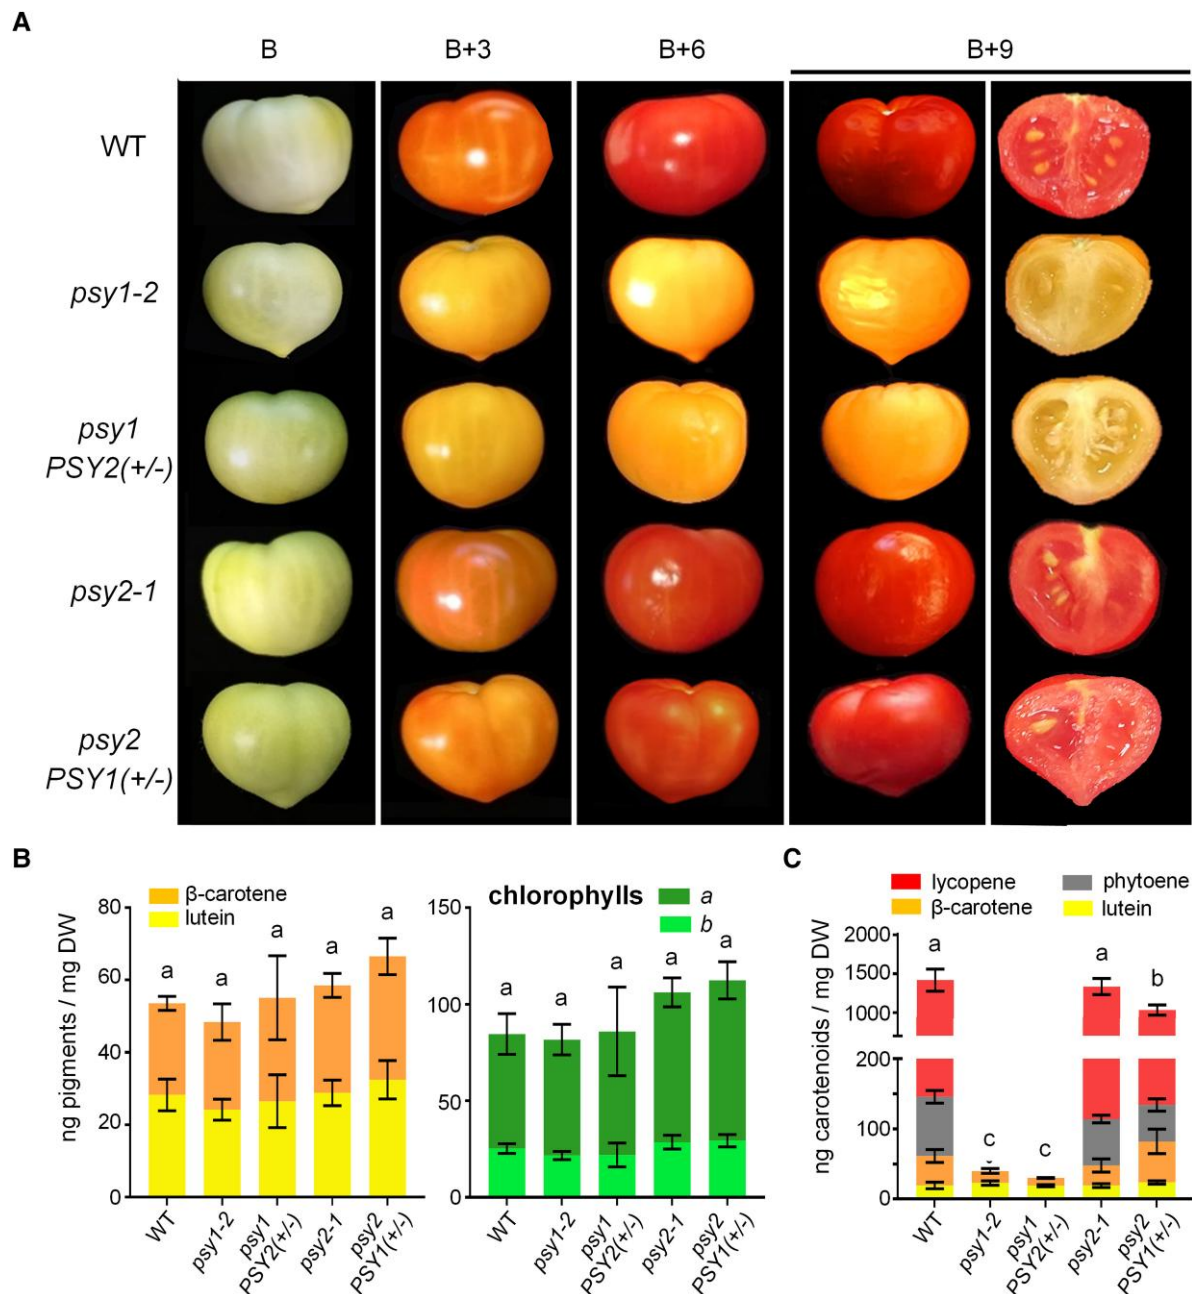 A
B B+3 B+6 B+9
WT
psy1-2
psy1
PSY2(+/-)
psy2-1
psy2
PSY1(+/-)
B
β-carotene
lutein
ng pigments / mg DW
80
60
40
20
0
a a a a a
WT psy1-2 psy1 PSY2(+/-) psy2-1 psy2 PSY1(+/-)
chlorophylls
a
b
150
100
50
0
a a a a a
WT psy1-2 psy1 PSY2(+/-) psy2-1 psy2 PSY1(+/-)
C
lycopene phytoene
β-carotene lutein
ng carotenoids / mg DW
2000
1500
1000
200
100
0
a c c a b
WT psy1-2 psy1 PSY2(+/-) psy2-1 psy2 PSY1(+/-)